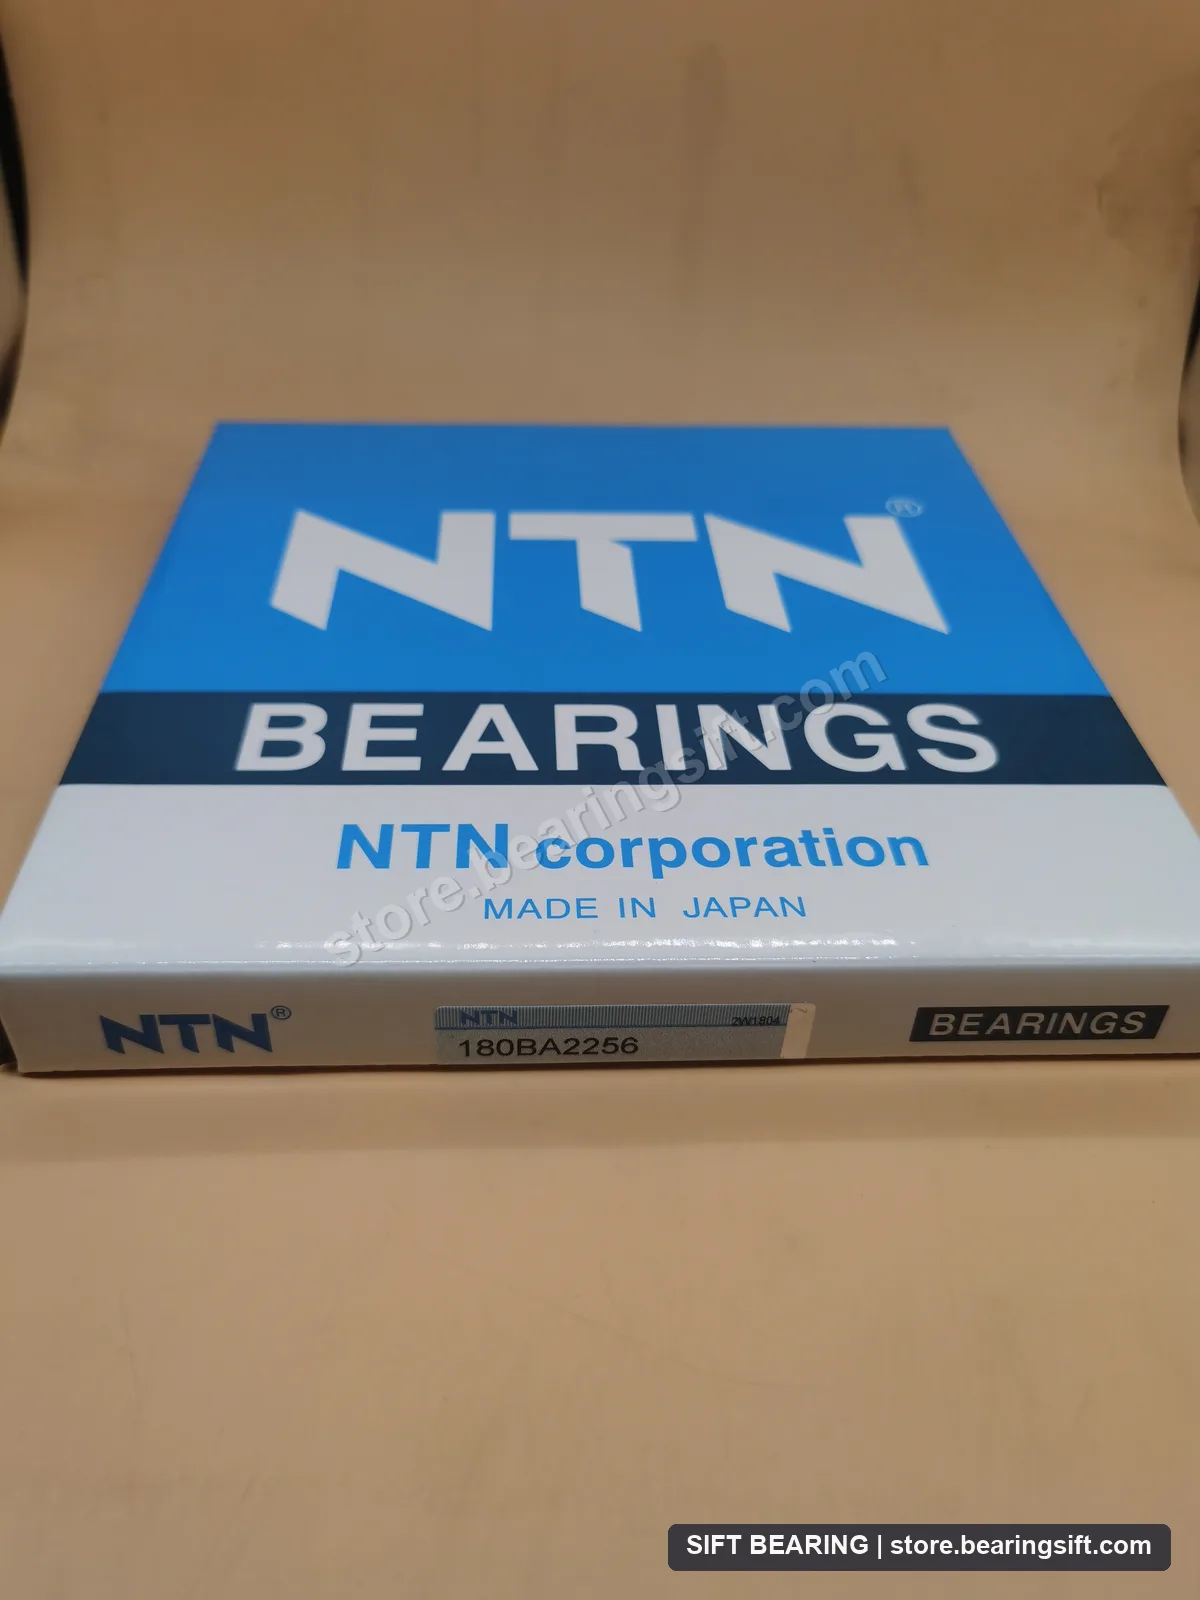 NTN®
BEARINGS
NTN corporation
MADE IN JAPAN
store.bearingsift.com
NTN®
NTN
2W1804
180BA2256
BEARINGS
SIFT BEARING | store.bearingsift.com